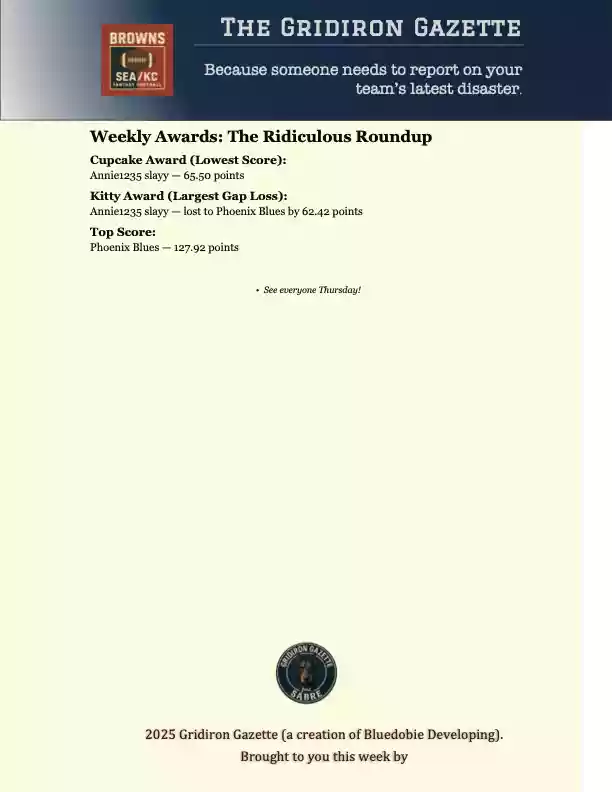 THE GRIDIRON GAZETTE
BROWNS
SEA/KC
FANTASY FOOTBALL
Because someone needs to report on your
team's latest disaster.
Weekly Awards: The Ridiculous Roundup
Cupcake Award (Lowest Score):
Annie1235 slayy — 65.50 points
Kitty Award (Largest Gap Loss):
Annie1235 slayy — lost to Phoenix Blues by 62.42 points
Top Score:
Phoenix Blues — 127.92 points
• See everyone Thursday!
GRIDIRON GAZETTE
SABRE
2025 Gridiron Gazette (a creation of Bluedobie Developing).
Brought to you this week by